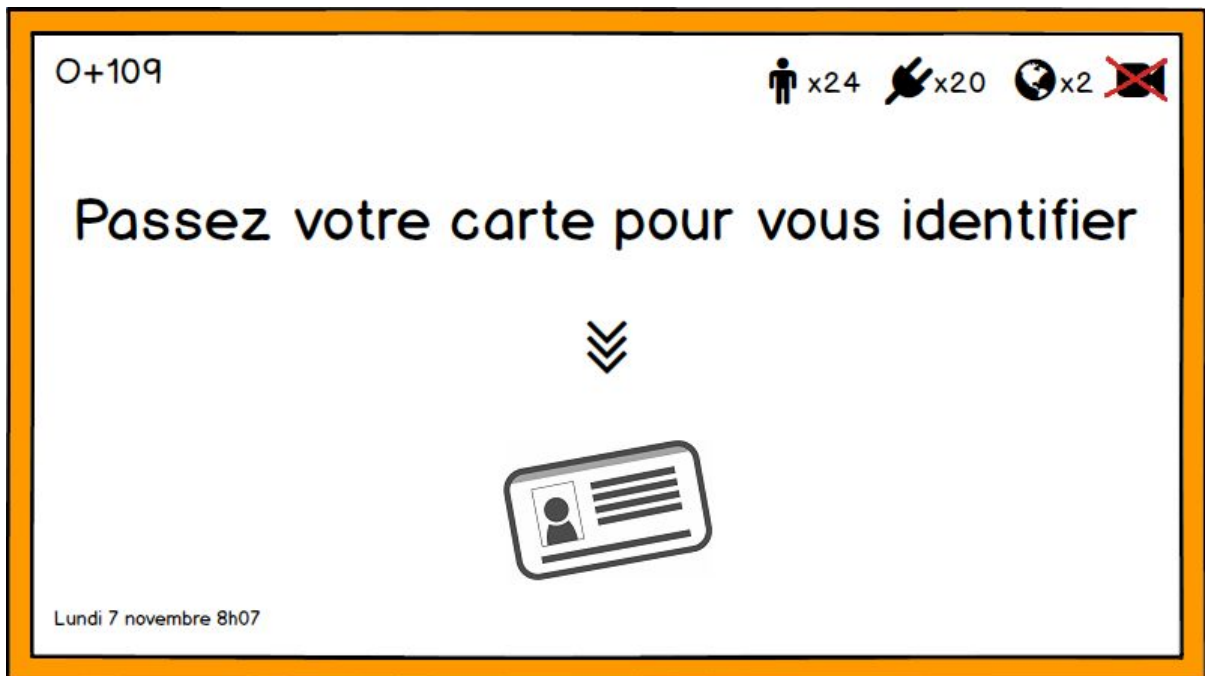 O+109
x24 x20 x2
Passez votre carte pour vous identifier
Lundi 7 novembre 8h07